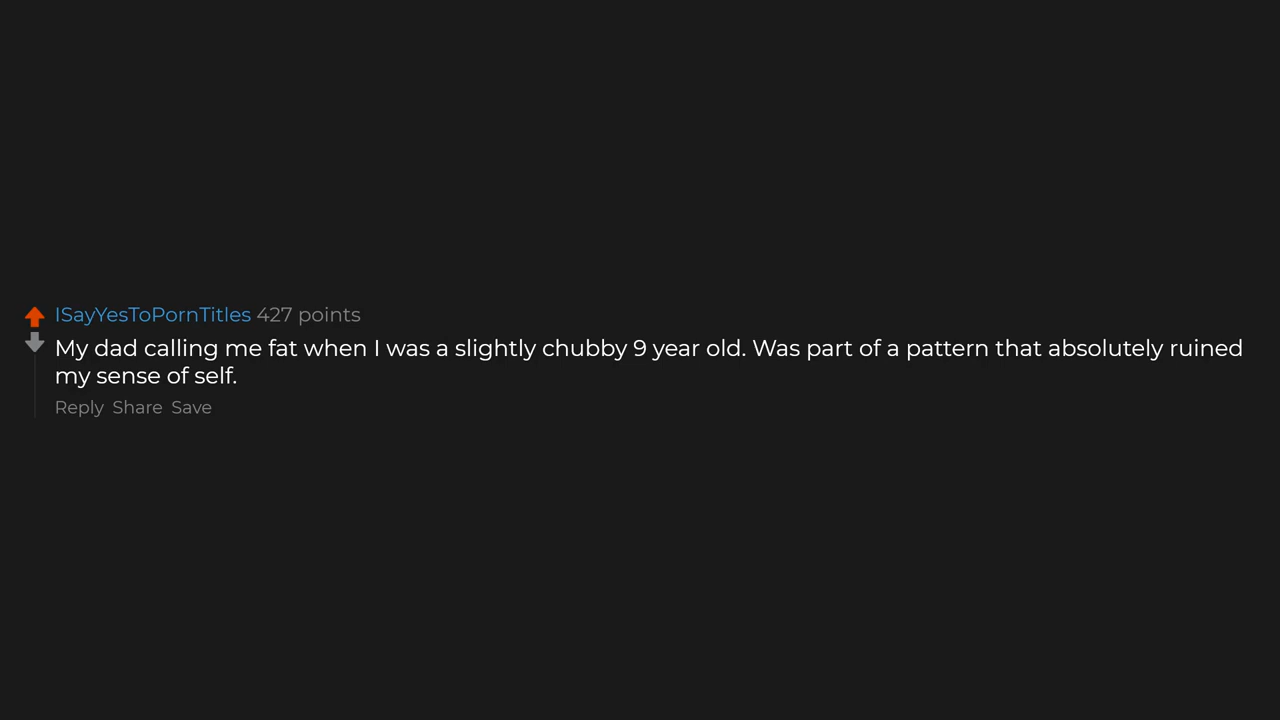 ISayYesToPornTitles 427 points
My dad calling me fat when I was a slightly chubby 9 year old. Was part of a pattern that absolutely ruined
my sense of self.
Reply Share Save